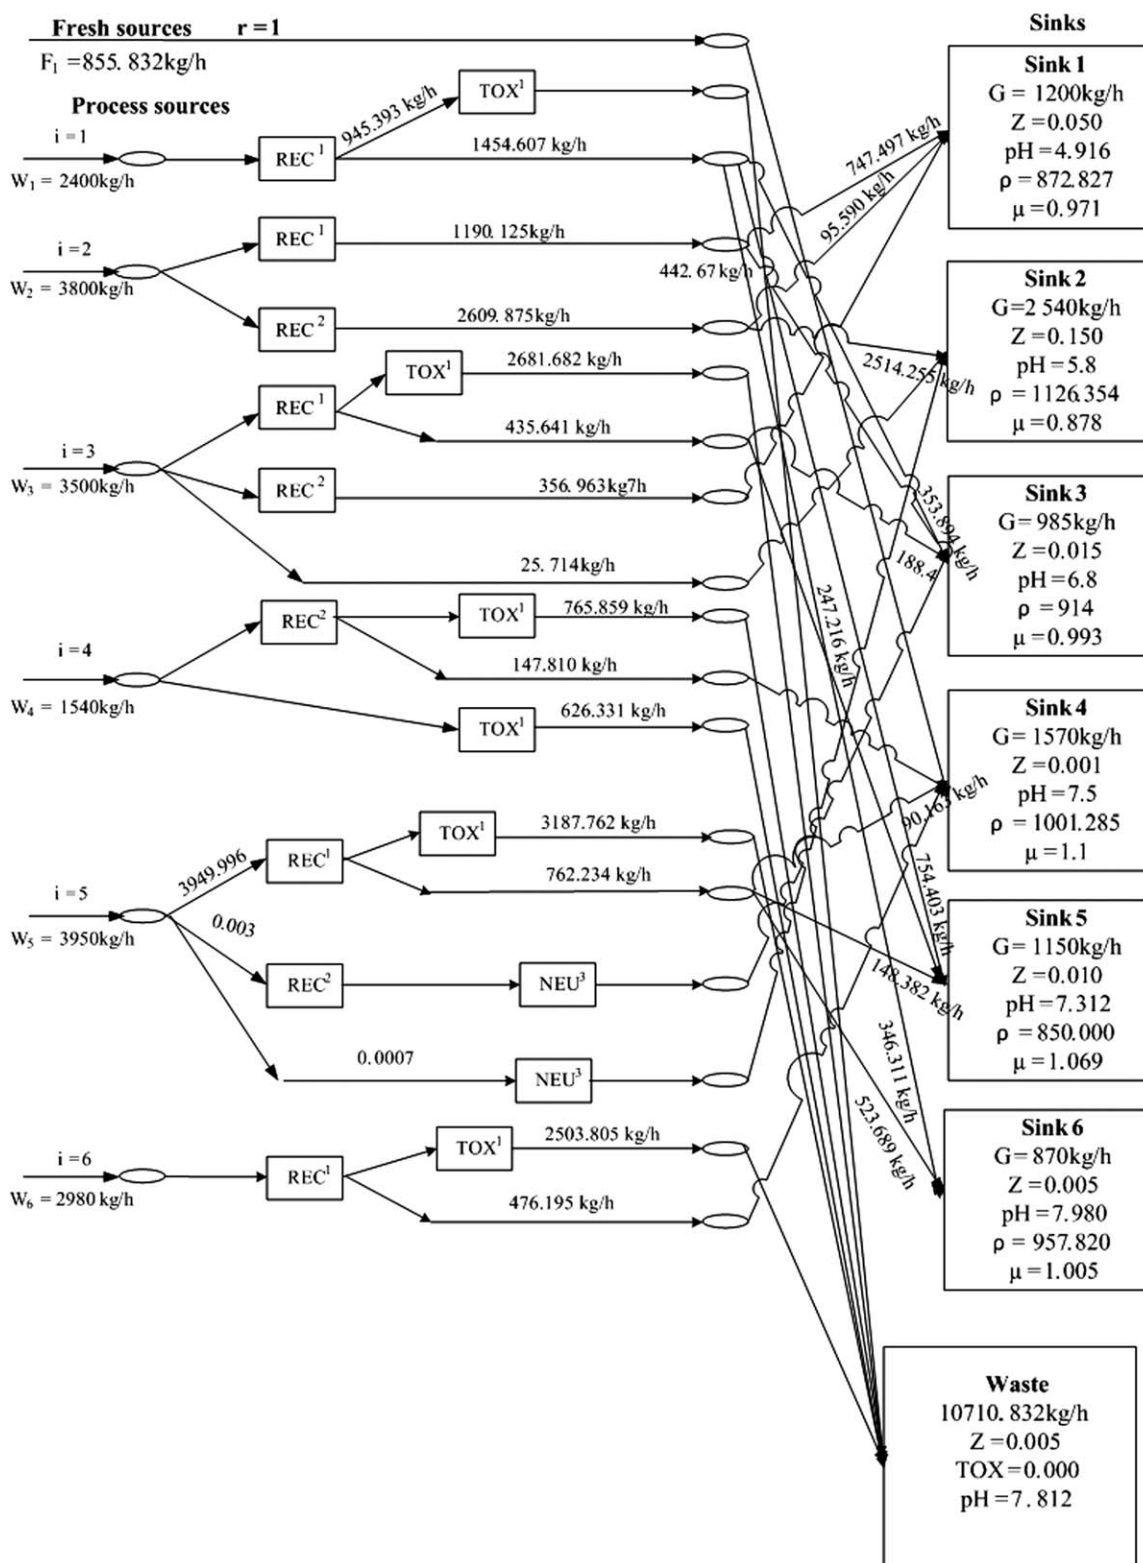 Fresh sources r =1
F₁ =855. 832kg/h
Process sources
i =1
W₁ = 2400kg/h
REC¹
945.393 kg/h
TOX¹
1454.607 kg/h
i =2
W₂ = 3800kg/h
REC¹
1190. 125kg/h
REC²
2609. 875kg/h
i =3
W₃ = 3500kg/h
REC¹
TOX¹
2681.682 kg/h
435.641 kg/h
REC²
356. 963kg7h
25. 714kg/h
i =4
W₄ = 1540kg/h
REC²
TOX¹
765.859 kg/h
147.810 kg/h
TOX¹
626.331 kg/h
i =5
W₅ = 3950kg/h
3949.996
REC¹
TOX¹
3187.762 kg/h
762.234 kg/h
0.003
REC²
NEU³
0.0007
NEU³
i =6
W₆ = 2980 kg/h
REC¹
TOX¹
2503.805 kg/h
476.195 kg/h
747.497 kg/h
95.590 kg/h
442. 67kg/h
2514.255 kg/h
353.894 kg/h
188.4
247.216 kg/h
90.163 kg/h
754.403 kg/h
148.382 kg/h
346.311 kg/h
523.689 kg/h
Sinks
Sink 1
G = 1200kg/h
Z =0.050
pH =4.916
ρ = 872.827
μ =0.971
Sink 2
G=2 540kg/h
Z =0.150
pH =5.8
ρ = 1126.354
μ =0.878
Sink 3
G= 985kg/h
Z =0.015
pH =6.8
ρ = 914
μ =0.993
Sink 4
G= 1570kg/h
Z =0.001
pH =7.5
ρ = 1001.285
μ =1.1
Sink 5
G= 1150kg/h
Z =0.010
pH =7.312
ρ = 850.000
μ =1.069
Sink 6
G= 870kg/h
Z =0.005
pH =7.980
ρ = 957.820
μ =1.005
Waste
10710. 832kg/h
Z =0.005
TOX =0.000
pH =7. 812